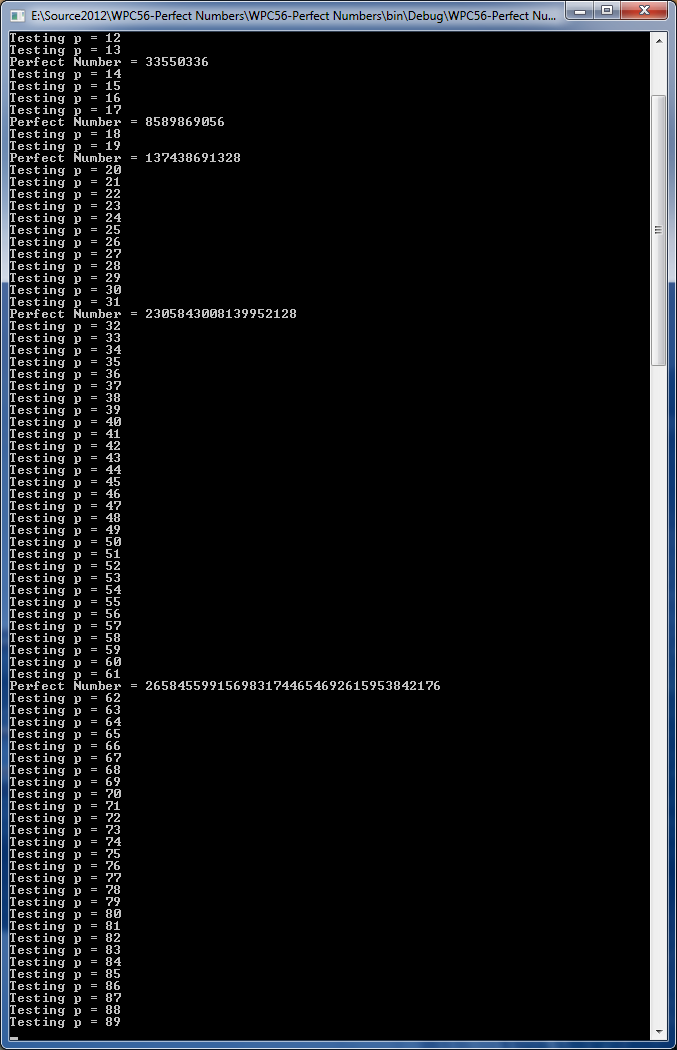 E:\Source2012\WPC56-Perfect Numbers\WPC56-Perfect Numbers\bin\Debug\WPC56-Perfect Nu...
Testing p = 12
Testing p = 13
Perfect Number = 33550336
Testing p = 14
Testing p = 15
Testing p = 16
Testing p = 17
Perfect Number = 8589869056
Testing p = 18
Testing p = 19
Perfect Number = 137438691328
Testing p = 20
Testing p = 21
Testing p = 22
Testing p = 23
Testing p = 24
Testing p = 25
Testing p = 26
Testing p = 27
Testing p = 28
Testing p = 29
Testing p = 30
Testing p = 31
Perfect Number = 2305843008139952128
Testing p = 32
Testing p = 33
Testing p = 34
Testing p = 35
Testing p = 36
Testing p = 37
Testing p = 38
Testing p = 39
Testing p = 40
Testing p = 41
Testing p = 42
Testing p = 43
Testing p = 44
Testing p = 45
Testing p = 46
Testing p = 47
Testing p = 48
Testing p = 49
Testing p = 50
Testing p = 51
Testing p = 52
Testing p = 53
Testing p = 54
Testing p = 55
Testing p = 56
Testing p = 57
Testing p = 58
Testing p = 59
Testing p = 60
Testing p = 61
Perfect Number = 2658455991569831744654692615953842176
Testing p = 62
Testing p = 63
Testing p = 64
Testing p = 65
Testing p = 66
Testing p = 67
Testing p = 68
Testing p = 69
Testing p = 70
Testing p = 71
Testing p = 72
Testing p = 73
Testing p = 74
Testing p = 75
Testing p = 76
Testing p = 77
Testing p = 78
Testing p = 79
Testing p = 80
Testing p = 81
Testing p = 82
Testing p = 83
Testing p = 84
Testing p = 85
Testing p = 86
Testing p = 87
Testing p = 88
Testing p = 89